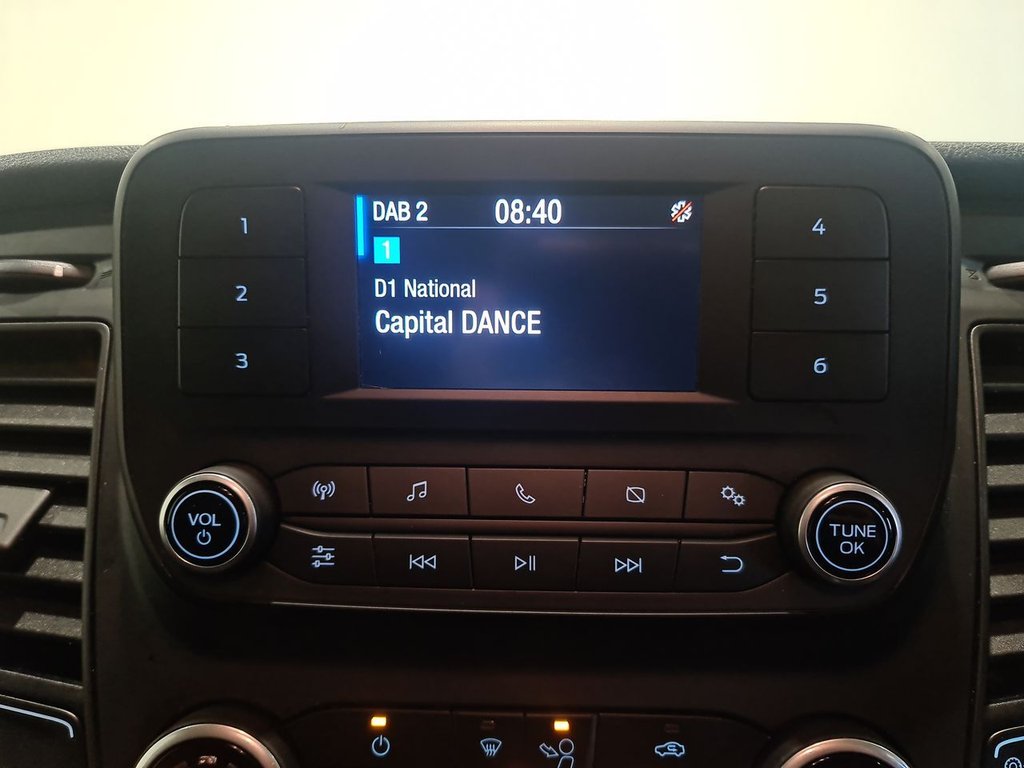 DAB 2 08:40
1
D1 National
Capital DANCE
1
2
3
4
5
6
VOL
TUNE
OK